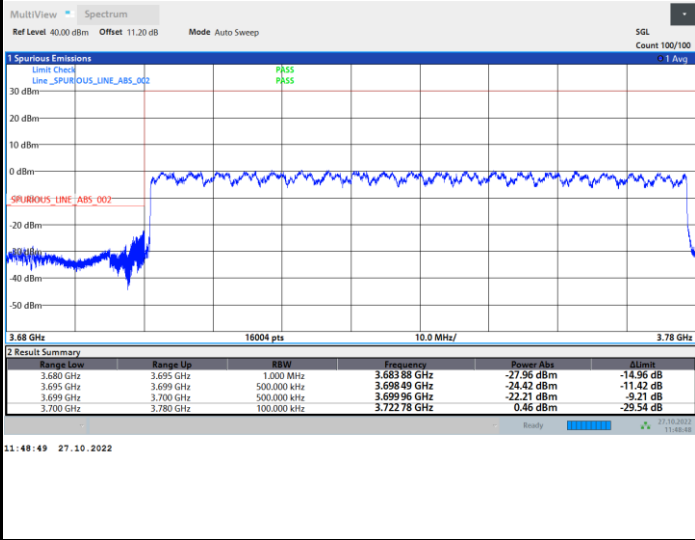 MultiView Spectrum
Ref Level 40.00 dBm Offset 11.20 dB Mode Auto Sweep SGL
Count 100/100
1 Spurious Emissions 1 Avg
Limit Check PASS
Line _SPURIOUS_LINE_ABS_002 PASS
30 dBm
20 dBm
10 dBm
0 dBm
_SPURIOUS_LINE_ABS_002
-20 dBm
-30 dBm
-40 dBm
-50 dBm
3.68 GHz 16004 pts 10.0 MHz/ 3.78 GHz
2 Result Summary
Range Low Range Up RBW Frequency Power Abs ΔLimit
3.680 GHz 3.695 GHz 1.000 MHz 3.683 88 GHz -27.96 dBm -14.96 dB
3.695 GHz 3.699 GHz 500.000 kHz 3.698 49 GHz -24.42 dBm -11.42 dB
3.699 GHz 3.700 GHz 500.000 kHz 3.699 96 GHz -22.21 dBm -9.21 dB
3.700 GHz 3.780 GHz 100.000 kHz 3.722 78 GHz 0.46 dBm -29.54 dB
Ready 27.10.2022
11:48:48
11:48:49 27.10.2022